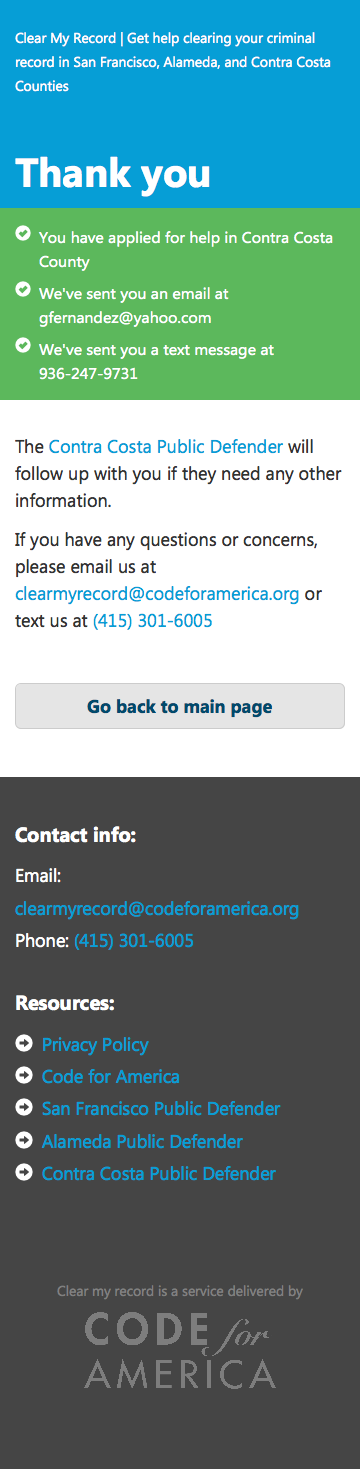 Clear My Record | Get help clearing your criminal
record in San Francisco, Alameda, and Contra Costa
Counties
Thank you
You have applied for help in Contra Costa
County
We've sent you an email at
gfernandez@yahoo.com
We've sent you a text message at
936-247-9731
The Contra Costa Public Defender will
follow up with you if they need any other
information.
If you have any questions or concerns,
please email us at
clearmyrecord@codeforamerica.org or
text us at (415) 301-6005
Go back to main page
Contact info:
Email:
clearmyrecord@codeforamerica.org
Phone: (415) 301-6005
Resources:
Privacy Policy
Code for America
San Francisco Public Defender
Alameda Public Defender
Contra Costa Public Defender
Clear my record is a service delivered by
CODE for
AMERICA